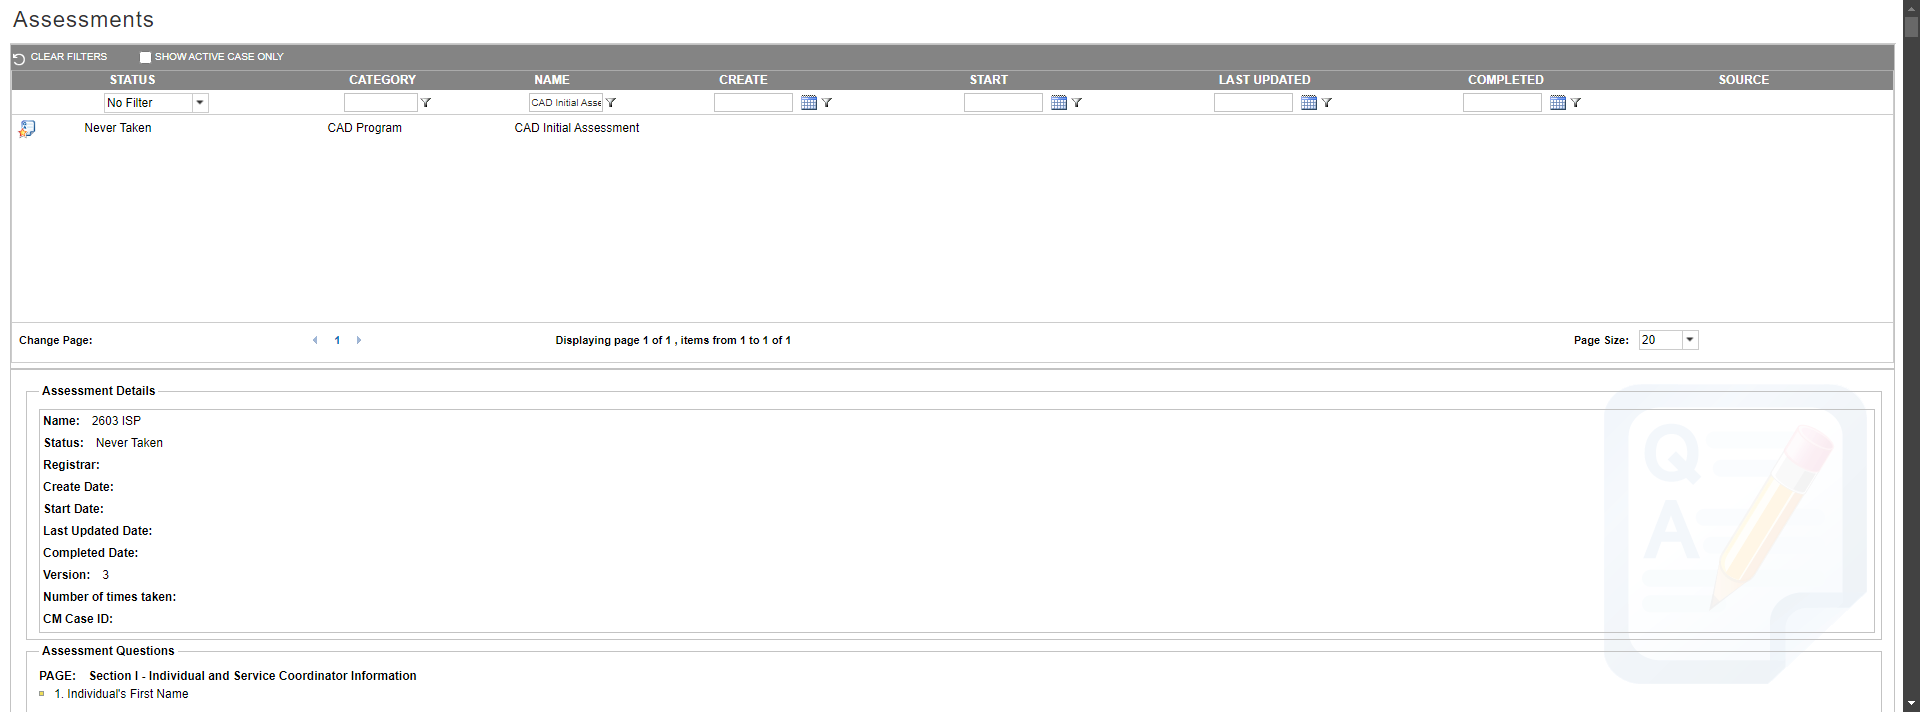 Assessments
CLEAR FILTERS SHOW ACTIVE CASE ONLY
STATUS CATEGORY NAME CREATE START LAST UPDATED COMPLETED SOURCE
No Filter CAD Initial Asse
Never Taken CAD Program CAD Initial Assessment
Change Page: 1 Displaying page 1 of 1 , items from 1 to 1 of 1 Page Size: 20
Assessment Details
Name: 2603 ISP
Status: Never Taken
Registrar:
Create Date:
Start Date:
Last Updated Date:
Completed Date:
Version: 3
Number of times taken:
CM Case ID:
Q
A
Assessment Questions
PAGE: Section I - Individual and Service Coordinator Information
1. Individual's First Name